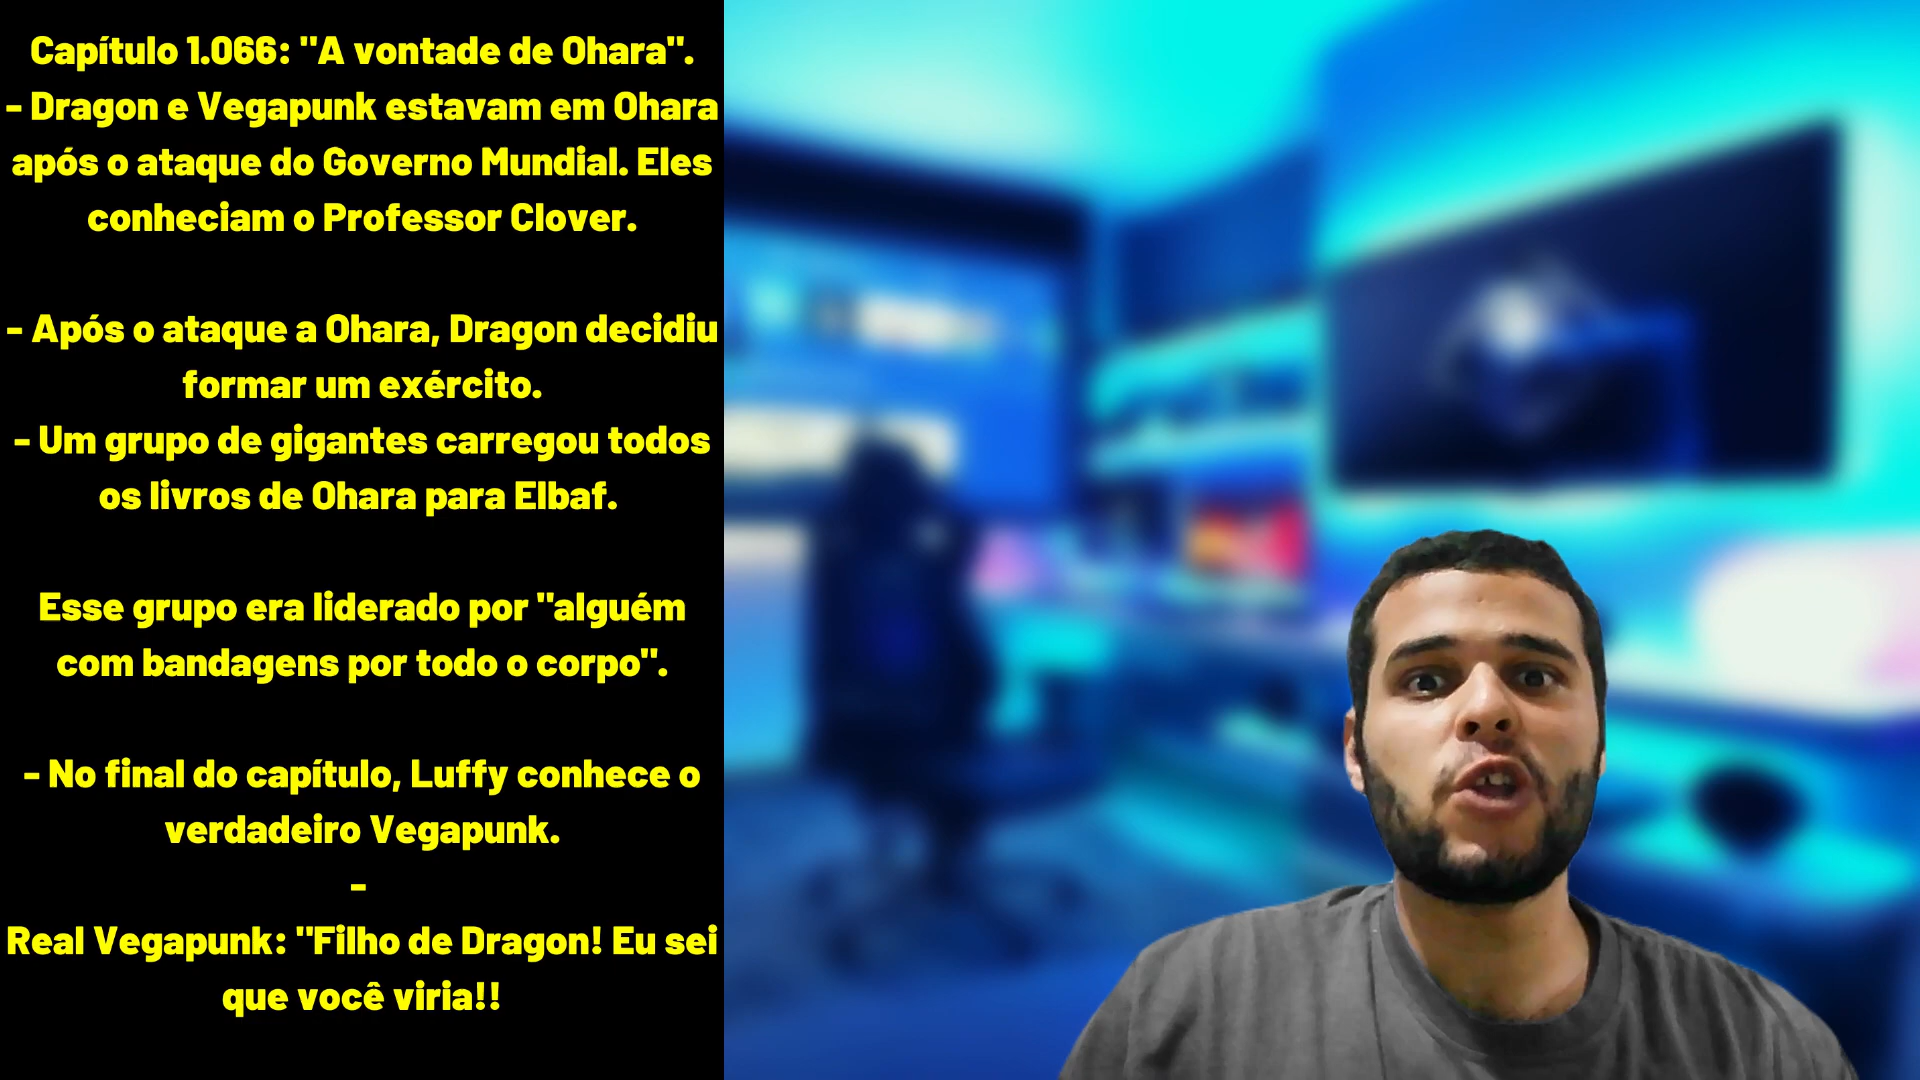 Capítulo 1.066: "A vontade de Ohara".
- Dragon e Vegapunk estavam em Ohara
após o ataque do Governo Mundial. Eles
conheciam o Professor Clover.
- Após o ataque a Ohara, Dragon decidiu
formar um exército.
- Um grupo de gigantes carregou todos
os livros de Ohara para Elbaf.
Esse grupo era liderado por "alguém
com bandagens por todo o corpo".
- No final do capítulo, Luffy conhece o
verdadeiro Vegapunk.
-
Real Vegapunk: "Filho de Dragon! Eu sei
que você viria!!